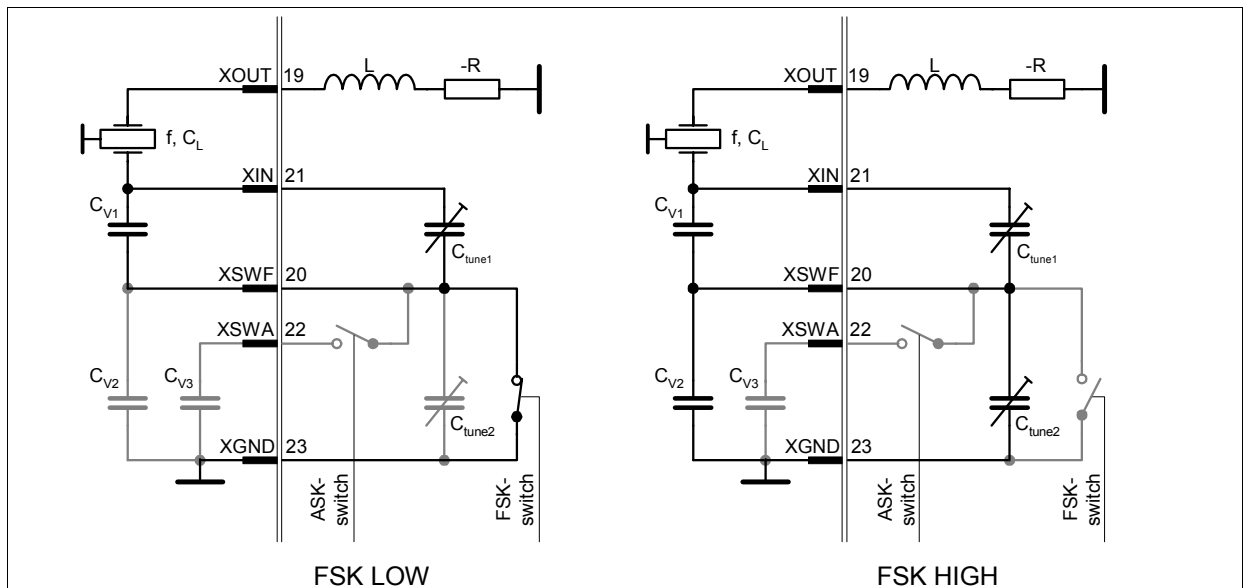 XOUT 19 L -R
f, CL
XIN 21
CV1
Ctune1
XSWF 20
XSWA 22
CV2 CV3
Ctune2
XGND 23
ASK-
switch
FSK-
switch
FSK LOW
XOUT 19 L -R
f, CL
XIN 21
CV1
Ctune1
XSWF 20
XSWA 22
CV2 CV3
Ctune2
XGND 23
ASK-
switch
FSK-
switch
FSK HIGH